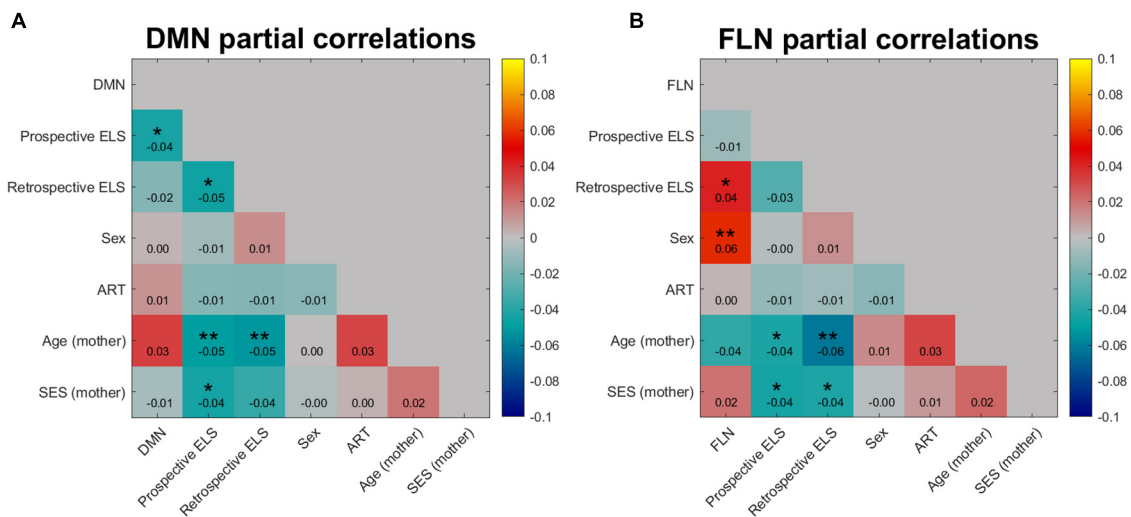 A
DMN partial correlations
DMN
Prospective ELS
*
-0.04
Retrospective ELS
-0.02
*
-0.05
Sex
0.00
-0.01
0.01
ART
0.01
-0.01
-0.01
-0.01
Age (mother)
0.03
**
-0.05
**
-0.05
0.00
0.03
SES (mother)
-0.01
*
-0.04
-0.04
-0.00
0.00
0.02
DMN
Prospective ELS
Retrospective ELS
Sex
ART
Age (mother)
SES (mother)
0.1
0.08
0.06
0.04
0.02
0
-0.02
-0.04
-0.06
-0.08
-0.1
B
FLN partial correlations
FLN
Prospective ELS
-0.01
Retrospective ELS
*
0.04
-0.03
Sex
**
0.06
-0.00
0.01
ART
0.00
-0.01
-0.01
-0.01
Age (mother)
-0.04
*
-0.04
**
-0.06
0.01
0.03
SES (mother)
0.02
*
-0.04
*
-0.04
-0.00
0.01
0.02
FLN
Prospective ELS
Retrospective ELS
Sex
ART
Age (mother)
SES (mother)
0.1
0.08
0.06
0.04
0.02
0
-0.02
-0.04
-0.06
-0.08
-0.1